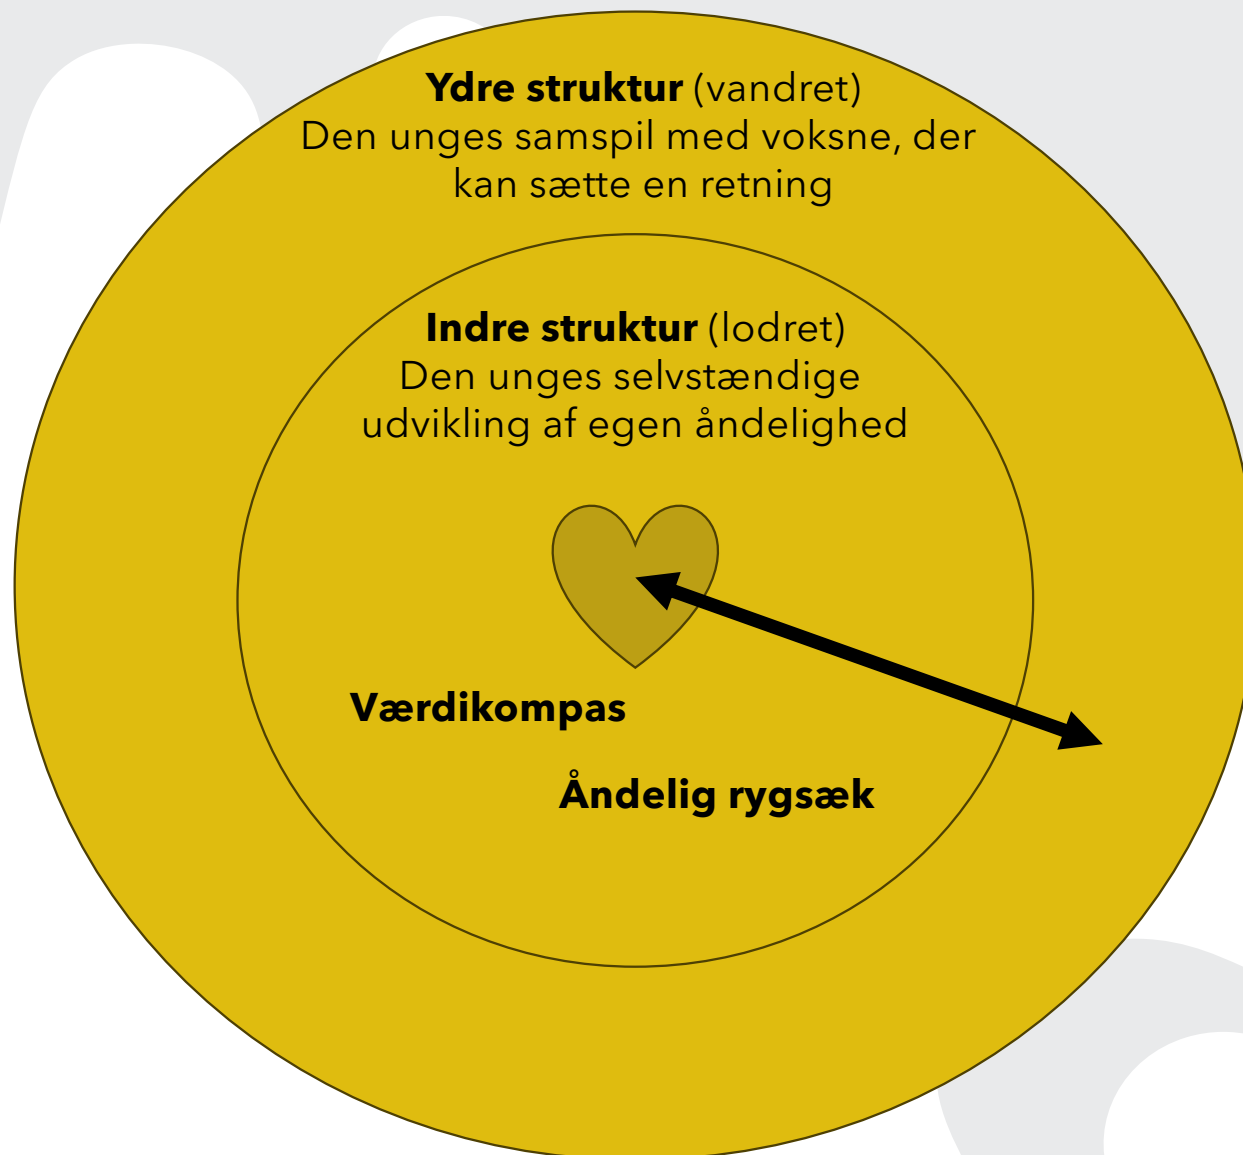 Ydre struktur (vandret)
Den unges samspil med voksne, der
kan sætte en retning
Indre struktur (lodret)
Den unges selvstændige
udvikling af egen åndelighed
Værdikompas
Åndelig rygsæk